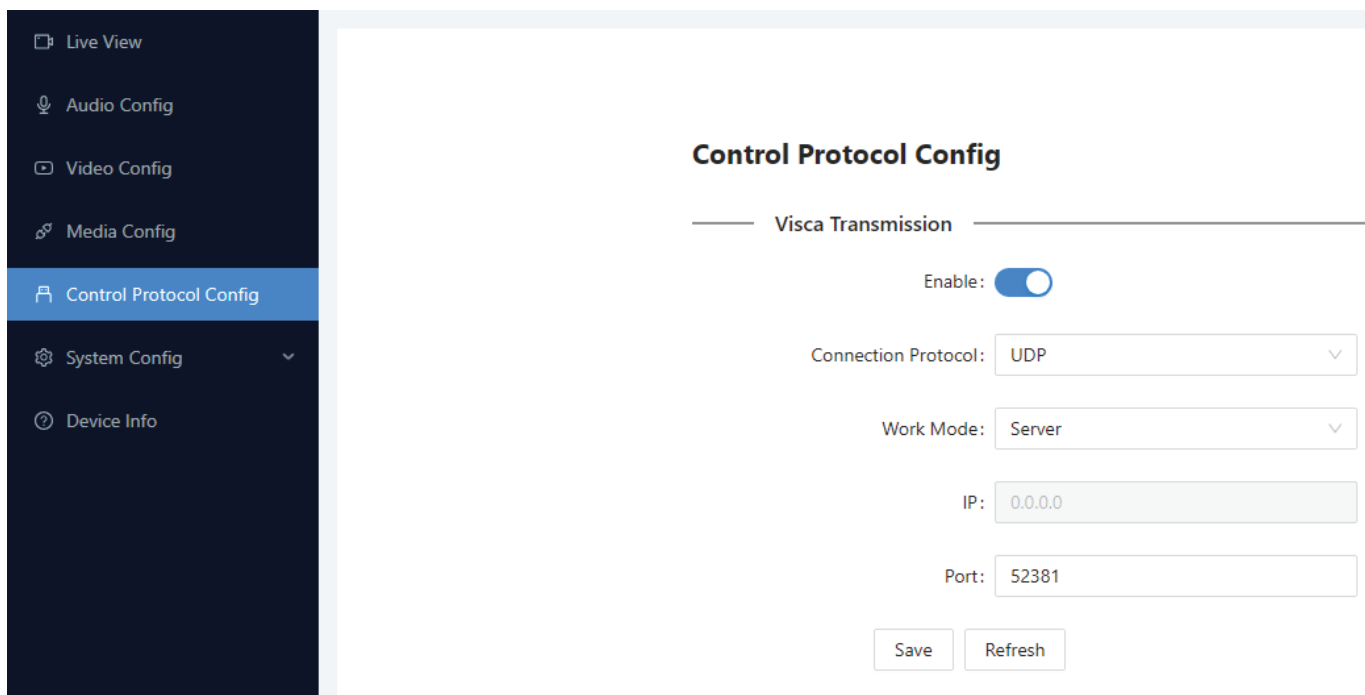 Live View
Audio Config
Video Config
Media Config
Control Protocol Config
System Config
Device Info
Control Protocol Config
Visca Transmission
Enable:
Connection Protocol: UDP
Work Mode: Server
IP: 0.0.0.0
Port: 52381
Save Refresh